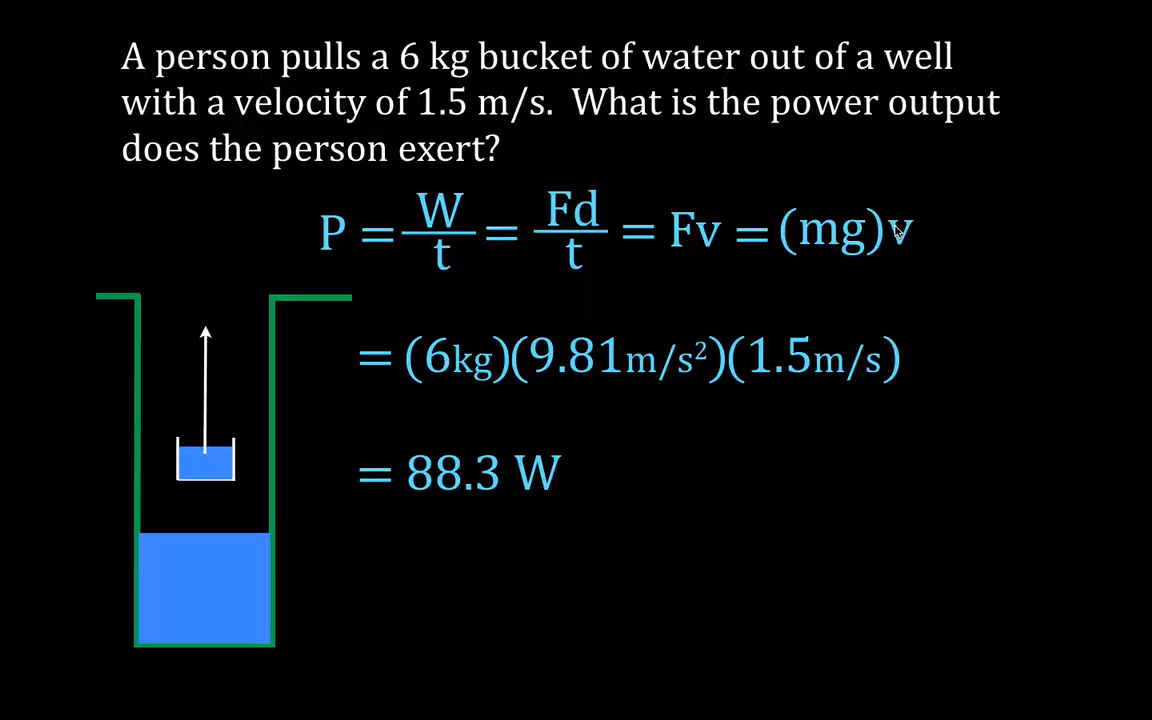 A person pulls a 6 kg bucket of water out of a well
with a velocity of 1.5 m/s. What is the power output
does the person exert?
P = W/t = Fd/t = Fv = (mg)v
= (6kg)(9.81m/s²)(1.5m/s)
= 88.3 W